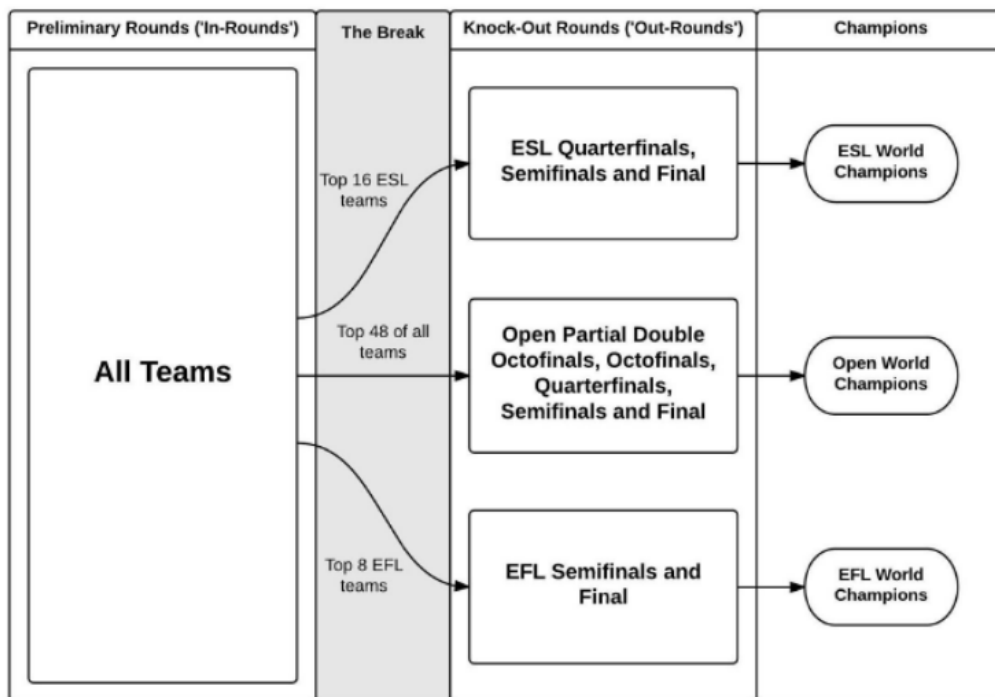 Preliminary Rounds ('In-Rounds')
The Break
Knock-Out Rounds ('Out-Rounds')
Champions
All Teams
Top 16 ESL
teams
ESL Quarterfinals,
Semifinals and Final
ESL World
Champions
Top 48 of all
teams
Open Partial Double
Octofinals, Octofinals,
Quarterfinals,
Semifinals and Final
Open World
Champions
Top 8 EFL
teams
EFL Semifinals and
Final
EFL World
Champions